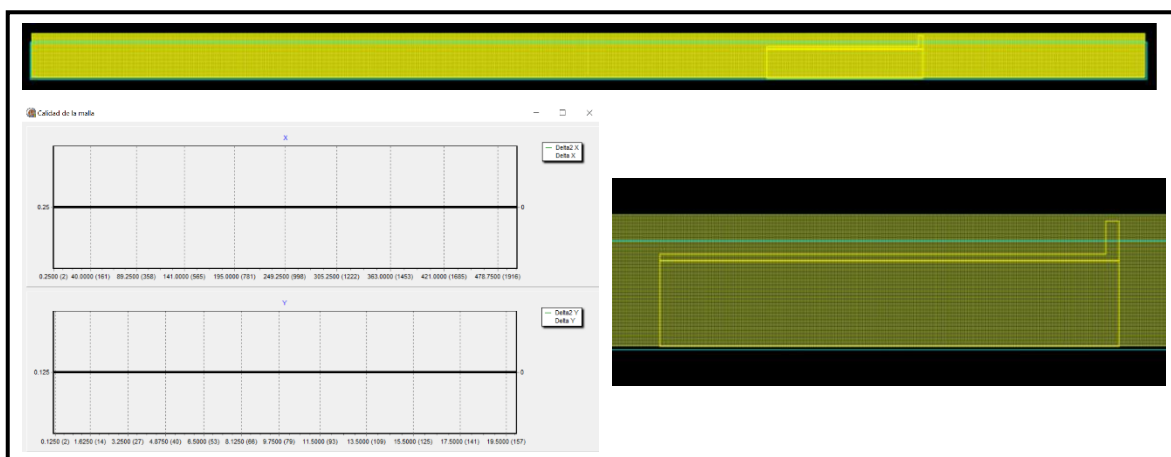 Calidad de la malla
X
Delta2 X
Delta X
0.25
0
0.2500 (2) 40.0000 (161) 89.2500 (358) 141.0000 (565) 195.0000 (781) 249.2500 (998) 305.2500 (1222) 363.0000 (1453) 421.0000 (1685) 478.7500 (1916)
Y
Delta2 Y
Delta Y
0.125
0
0.1250 (2) 1.6250 (14) 3.2500 (27) 4.8750 (40) 6.5000 (53) 8.1250 (66) 9.7500 (79) 11.5000 (93) 13.5000 (109) 15.5000 (125) 17.5000 (141) 19.5000 (157)